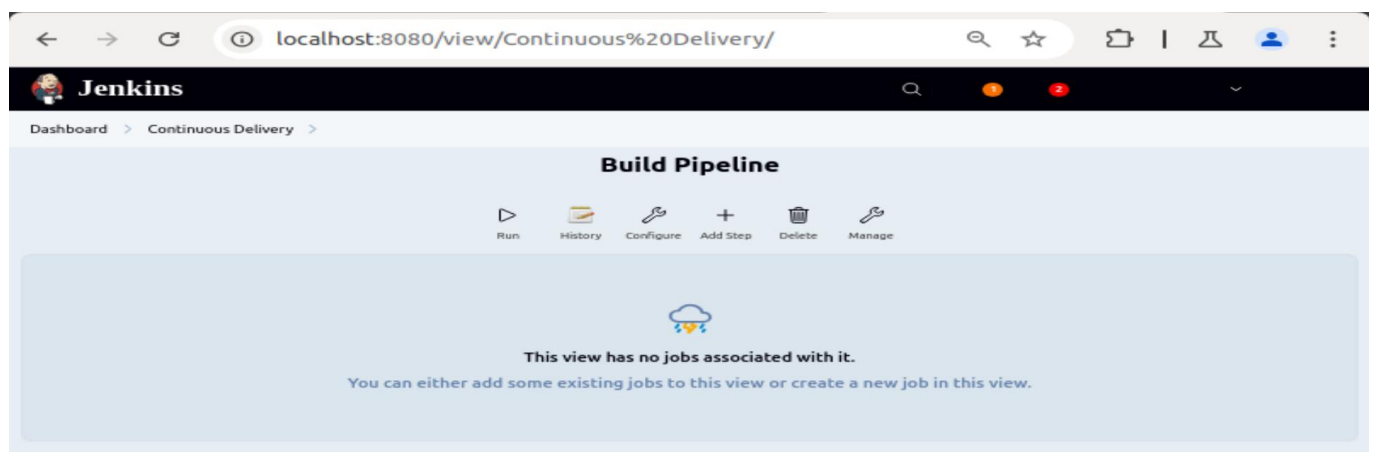 localhost:8080/view/Continuous%20Delivery/
Jenkins
1
2
Dashboard > Continuous Delivery >
Build Pipeline
Run History Configure Add Step Delete Manage
This view has no jobs associated with it.
You can either add some existing jobs to this view or create a new job in this view.